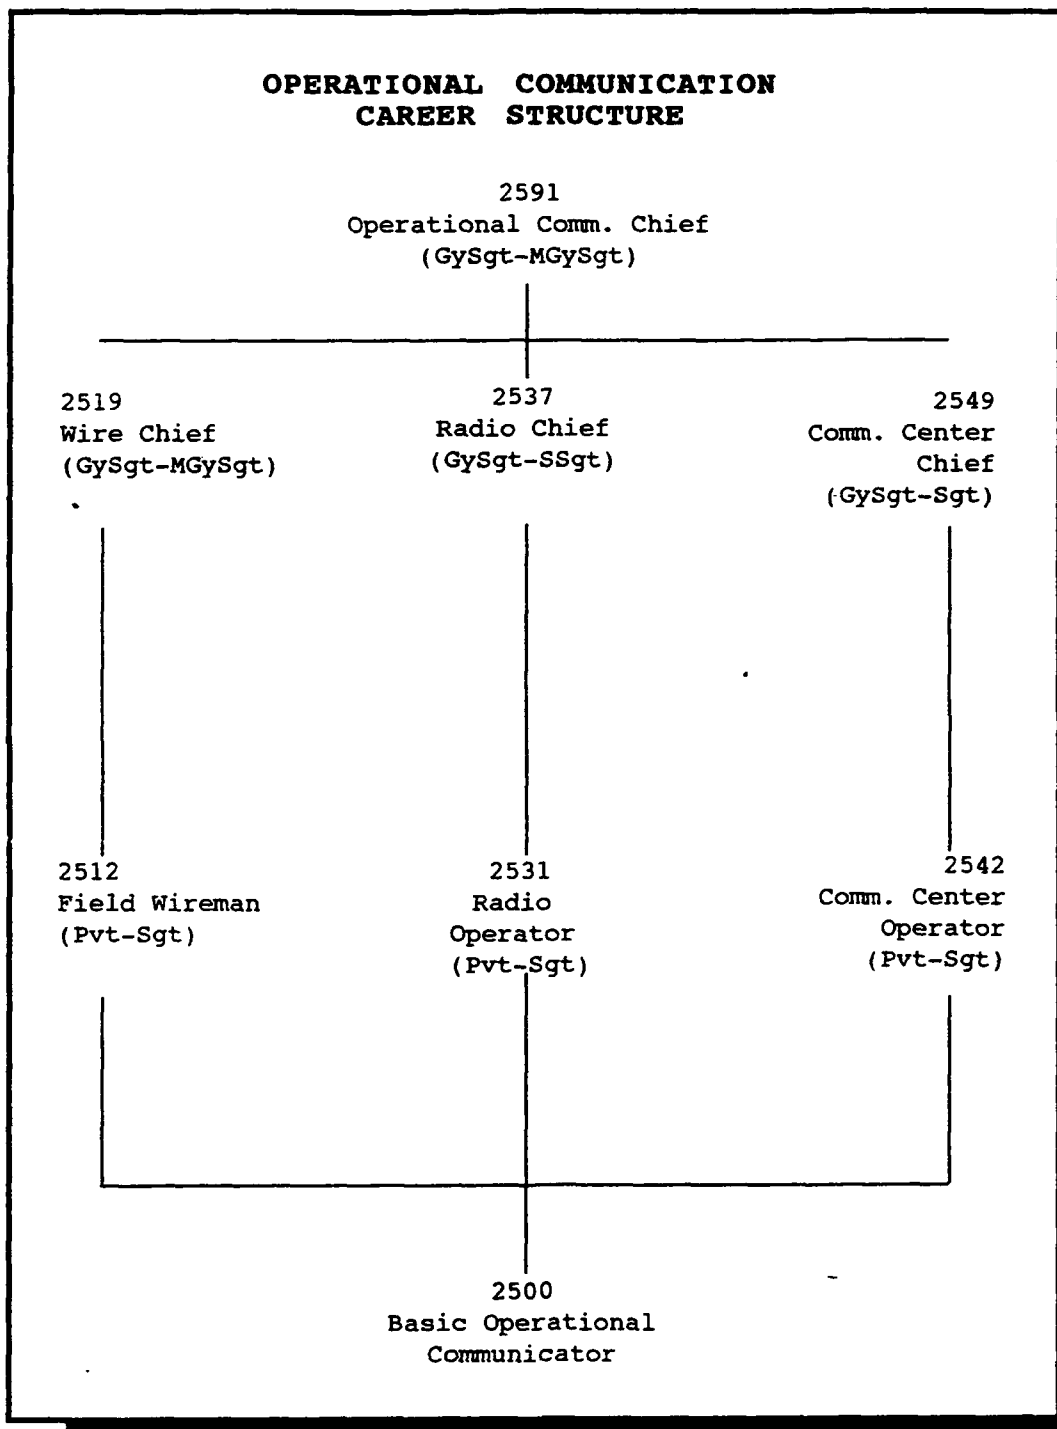 OPERATIONAL COMMUNICATION
CAREER STRUCTURE
2591
Operational Comm. Chief
(GySgt-MGySgt)
2519
Wire Chief
(GySgt-MGySgt)
2537
Radio Chief
(GySgt-SSgt)
2549
Comm. Center
Chief
(GySgt-Sgt)
2512
Field Wireman
(Pvt-Sgt)
2531
Radio
Operator
(Pvt-Sgt)
2542
Comm. Center
Operator
(Pvt-Sgt)
2500
Basic Operational
Communicator